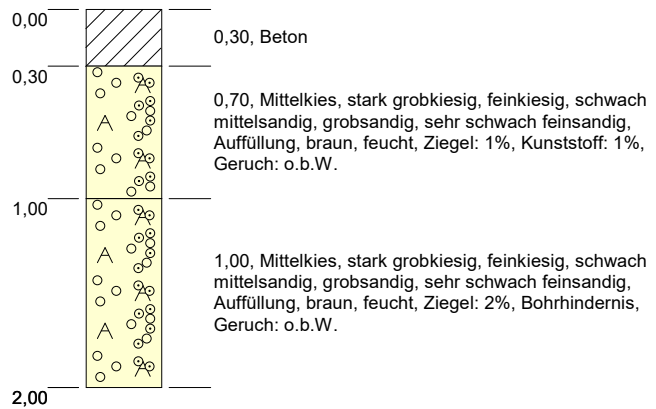 0,00
0,30, Beton
0,30
0,70, Mittelkies, stark grobkiesig, feinkiesig, schwach
mittelsandig, grobsandig, sehr schwach feinsandig,
Auffüllung, braun, feucht, Ziegel: 1%, Kunststoff: 1%,
Geruch: o.b.W.
1,00
1,00, Mittelkies, stark grobkiesig, feinkiesig, schwach
mittelsandig, grobsandig, sehr schwach feinsandig,
Auffüllung, braun, feucht, Ziegel: 2%, Bohrhindernis,
Geruch: o.b.W.
2,00